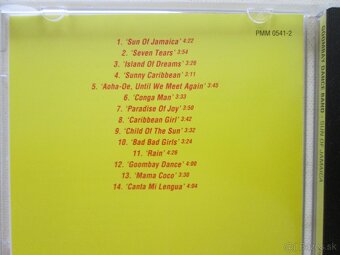 PMM 0541-2
1. 'Sun Of Jamaica' 4:22
2. 'Seven Tears' 3:54
3. 'Island Of Dreams' 3:28
4. 'Sunny Caribbean'
5. 'Aoha-Oe, Until We Meet Again' 3:45
6. 'Conga Man' 3:33
7. 'Paradise Of Joy' 3:50
8. 'Caribbean Girl' 3:42
9. 'Child Of The Sun' 3:32
10. 'Bad Bad Girls' 3:24
11. 'Rain' 4:26
12. 'Goombay Dance' 4:00
13. 'Mama Coco' 3:30
14. 'Canta Mi Lengua' 4:04
GOOMBAY DANCE BAND SUN OF JAMAICA